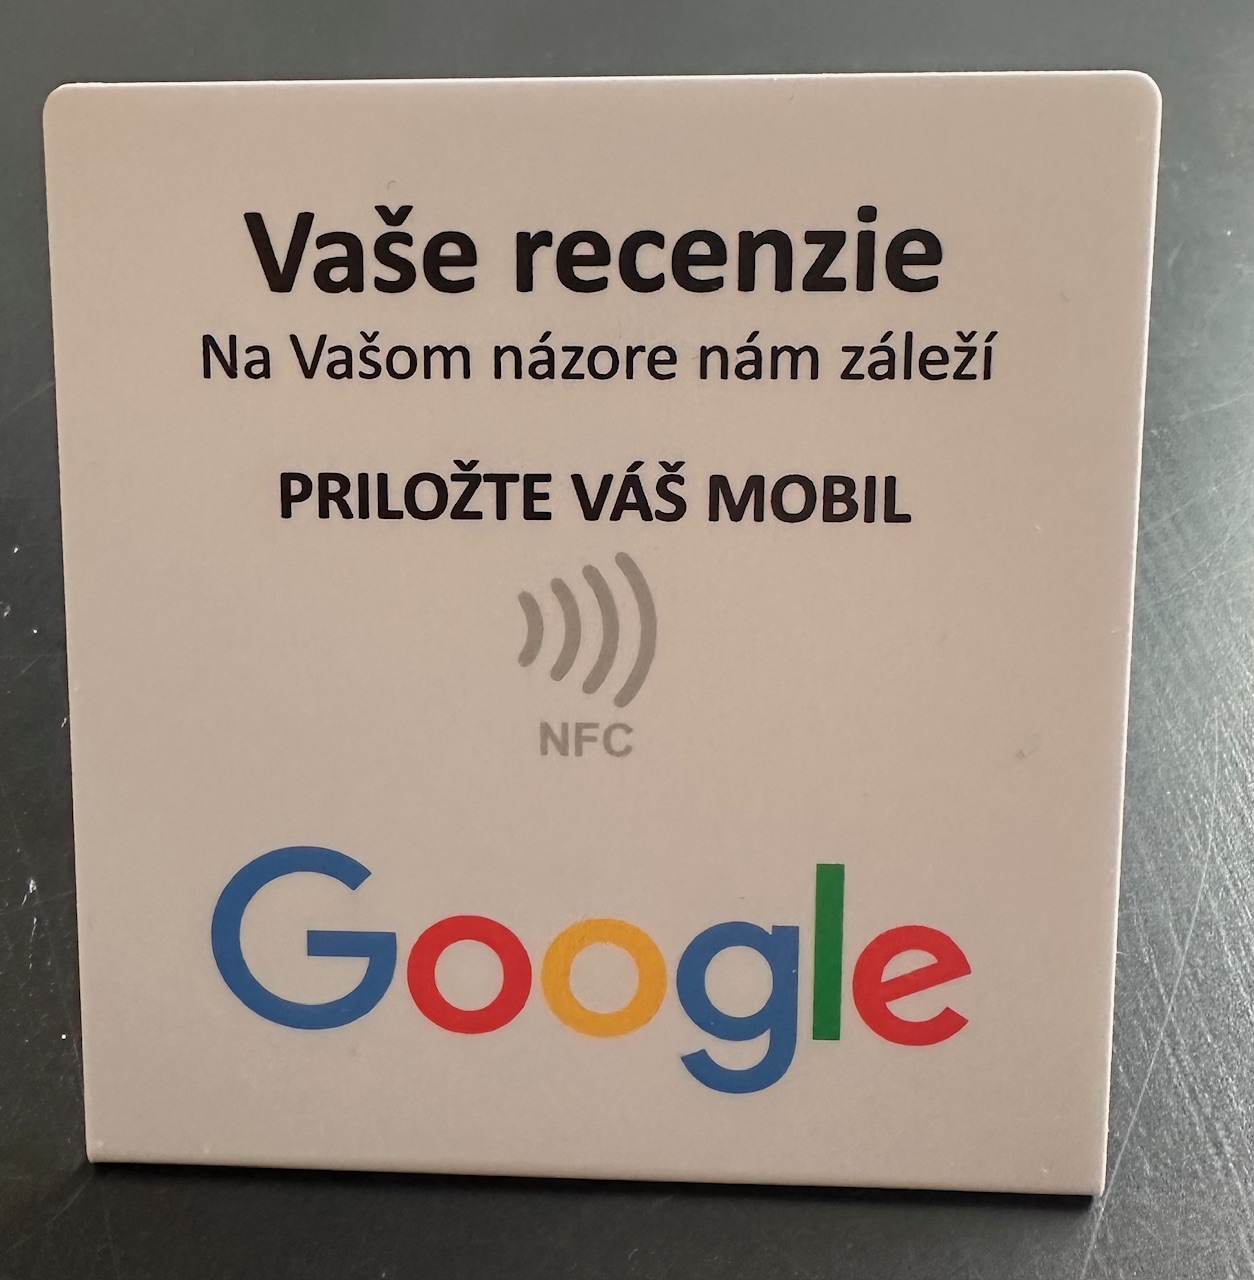 Vaše recenzie
Na Vašom názore nám záleží
PRILOŽTE VÁŠ MOBIL
NFC
Google